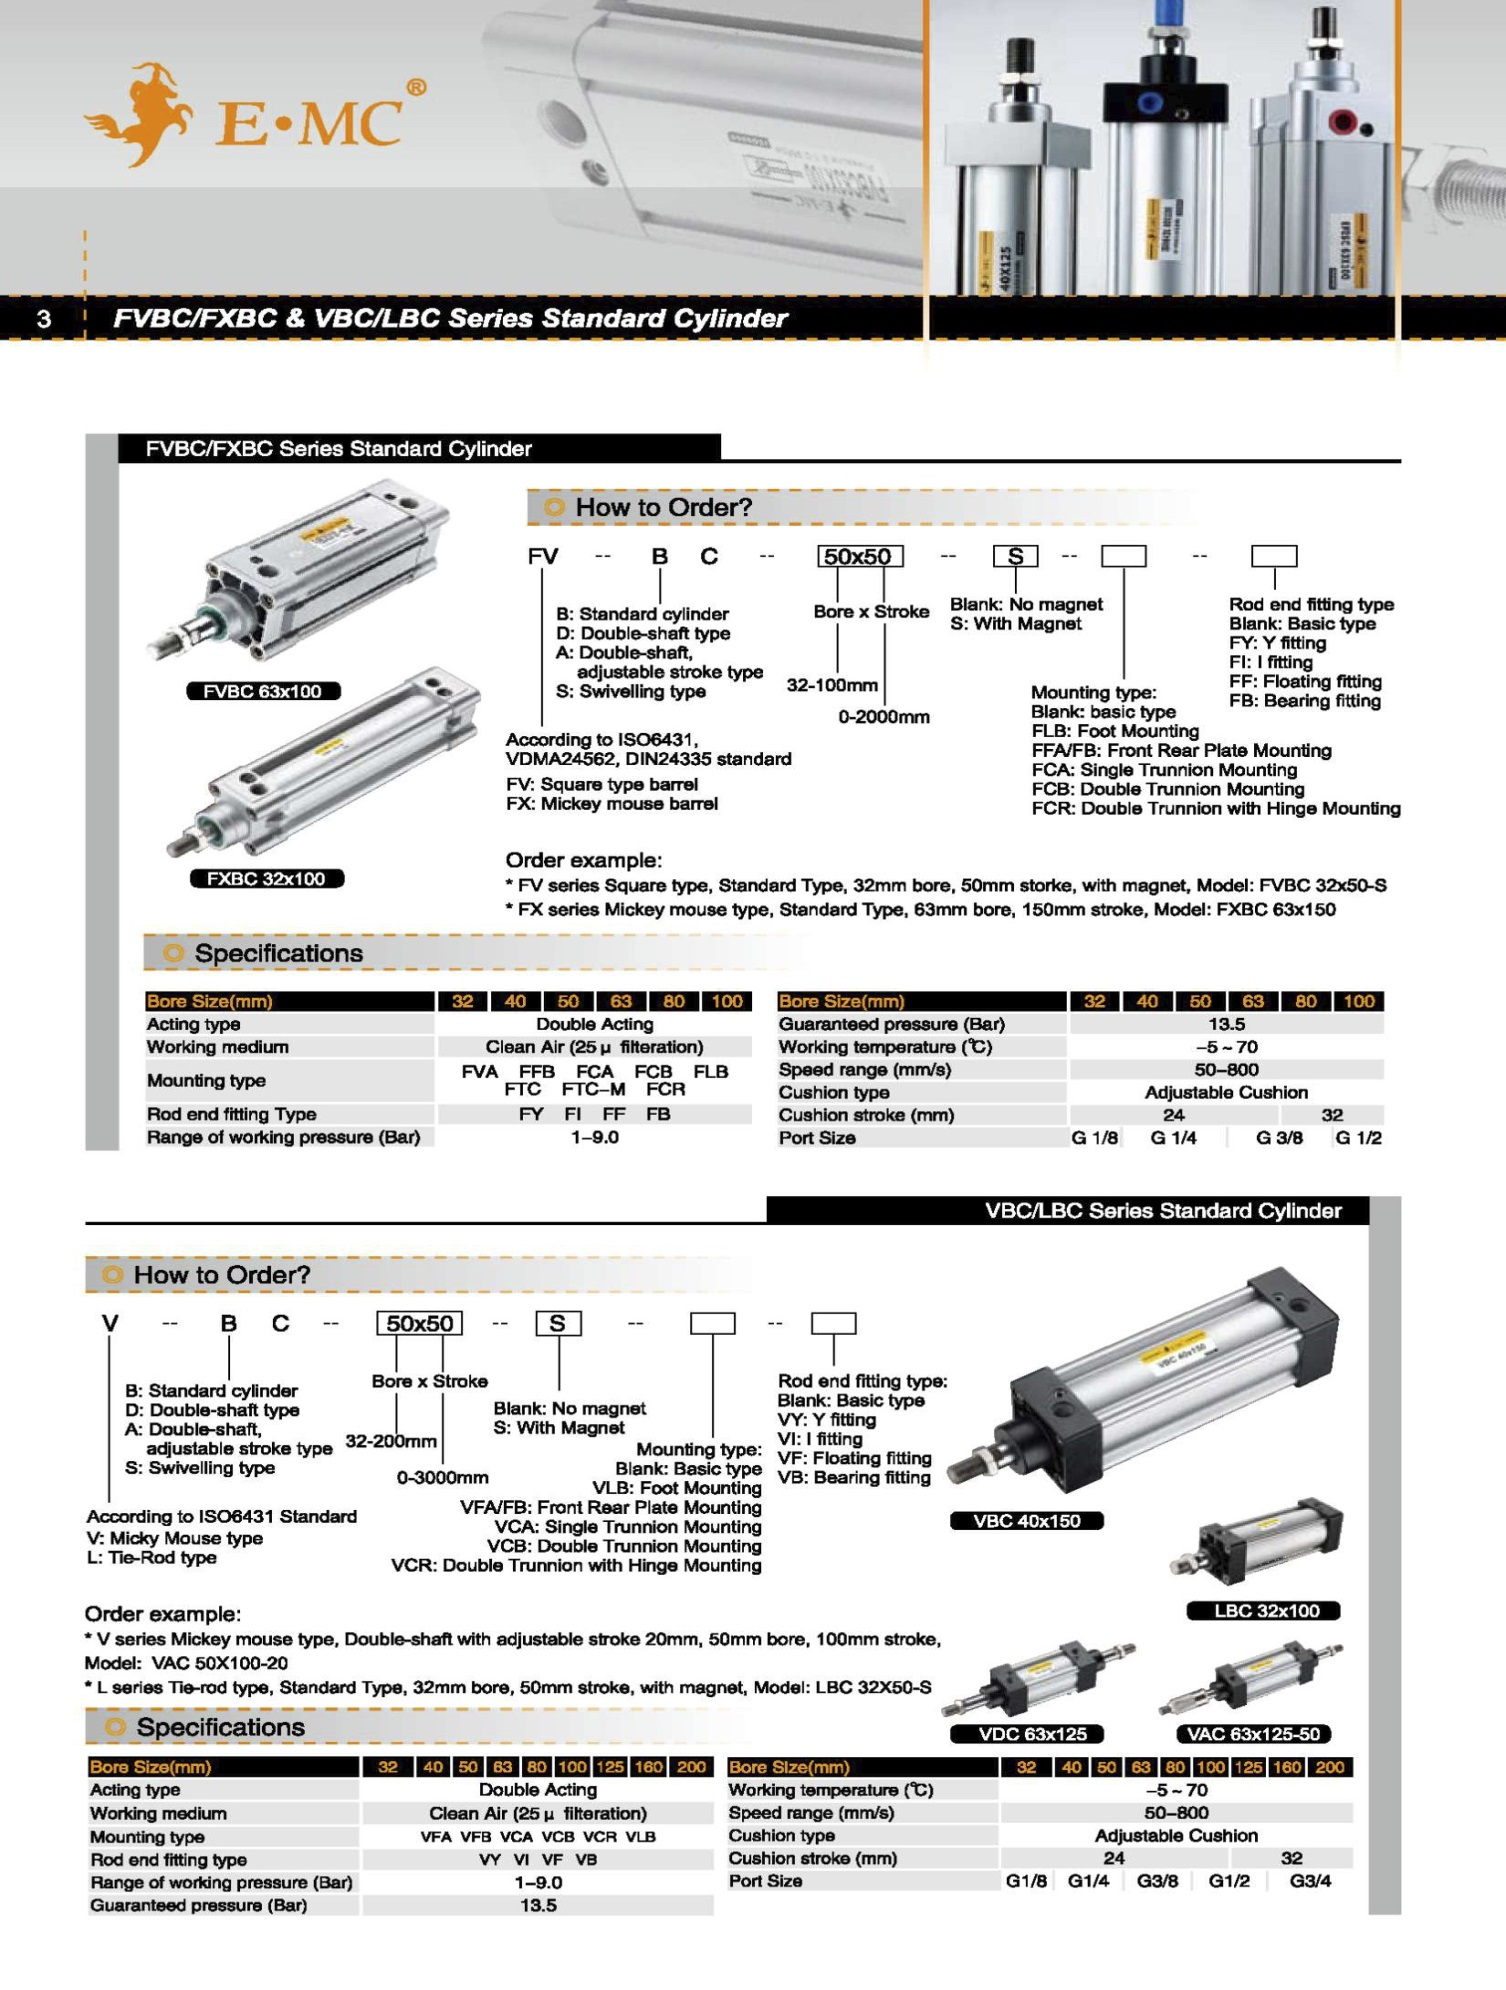 E·MC®
40X125
3
FVBC/FXBC & VBC/LBC Series Standard Cylinder
FVBC/FXBC Series Standard Cylinder
How to Order?
FV -- B C -- 50x50 -- S -- --
B: Standard cylinder
D: Double-shaft type
A: Double-shaft,
adjustable stroke type
S: Swivelling type
Bore x Stroke
32-100mm
0-2000mm
Blank: No magnet
S: With Magnet
Rod end fitting type
Blank: Basic type
FY: Y fitting
FI: I fitting
FF: Floating fitting
FB: Bearing fitting
Mounting type:
Blank: basic type
FLB: Foot Mounting
FFA/FB: Front Rear Plate Mounting
FCA: Single Trunnion Mounting
FCB: Double Trunnion Mounting
FCR: Double Trunnion with Hinge Mounting
According to ISO6431,
VDMA24562, DIN24335 standard
FV: Square type barrel
FX: Mickey mouse barrel
FVBC 63x100
FXBC 32x100
Order example:
* FV series Square type, Standard Type, 32mm bore, 50mm storke, with magnet, Model: FVBC 32x50-S
* FX series Mickey mouse type, Standard Type, 63mm bore, 150mm stroke, Model: FXBC 63x150
Specifications
Bore Size(mm) 32 40 50 63 80 100
Acting type Double Acting
Working medium Clean Air (25 μ filteration)
Mounting type FVA FFB FCA FCB FLB
FTC FTC-M FCR
Rod end fitting Type FY FI FF FB
Range of working pressure (Bar) 1-9.0
Bore Size(mm) 32 40 50 63 80 100
Guaranteed pressure (Bar) 13.5
Working temperature (℃) -5 ~ 70
Speed range (mm/s) 50-800
Cushion type Adjustable Cushion
Cushion stroke (mm) 24 32
Port Size G 1/8 G 1/4 G 3/8 G 1/2
VBC/LBC Series Standard Cylinder
How to Order?
V -- B C -- 50x50 -- S -- --
B: Standard cylinder
D: Double-shaft type
A: Double-shaft,
adjustable stroke type
S: Swivelling type
Bore x Stroke
32-200mm
0-3000mm
Blank: No magnet
S: With Magnet
Mounting type:
Blank: Basic type
VLB: Foot Mounting
VFA/FB: Front Rear Plate Mounting
VCA: Single Trunnion Mounting
VCB: Double Trunnion Mounting
VCR: Double Trunnion with Hinge Mounting
Rod end fitting type:
Blank: Basic type
VY: Y fitting
VI: I fitting
VF: Floating fitting
VB: Bearing fitting
According to ISO6431 Standard
V: Micky Mouse type
L: Tie-Rod type
VBC 40x150
VBC 40x150
LBC 32x100
VDC 63x125
VAC 63x125-50
Order example:
* V series Mickey mouse type, Double-shaft with adjustable stroke 20mm, 50mm bore, 100mm stroke,
Model: VAC 50X100-20
* L series Tie-rod type, Standard Type, 32mm bore, 50mm stroke, with magnet, Model: LBC 32X50-S
Specifications
Bore Size(mm) 32 40 50 63 80 100 125 160 200
Acting type Double Acting
Working medium Clean Air (25 μ filteration)
Mounting type VFA VFB VCA VCB VCR VLB
Rod end fitting type VY VI VF VB
Range of working pressure (Bar) 1-9.0
Guaranteed pressure (Bar) 13.5
Bore Size(mm) 32 40 50 63 80 100 125 160 200
Working temperature (℃) -5 ~ 70
Speed range (mm/s) 50-800
Cushion type Adjustable Cushion
Cushion stroke (mm) 24 32
Port Size G1/8 G1/4 G3/8 G1/2 G3/4